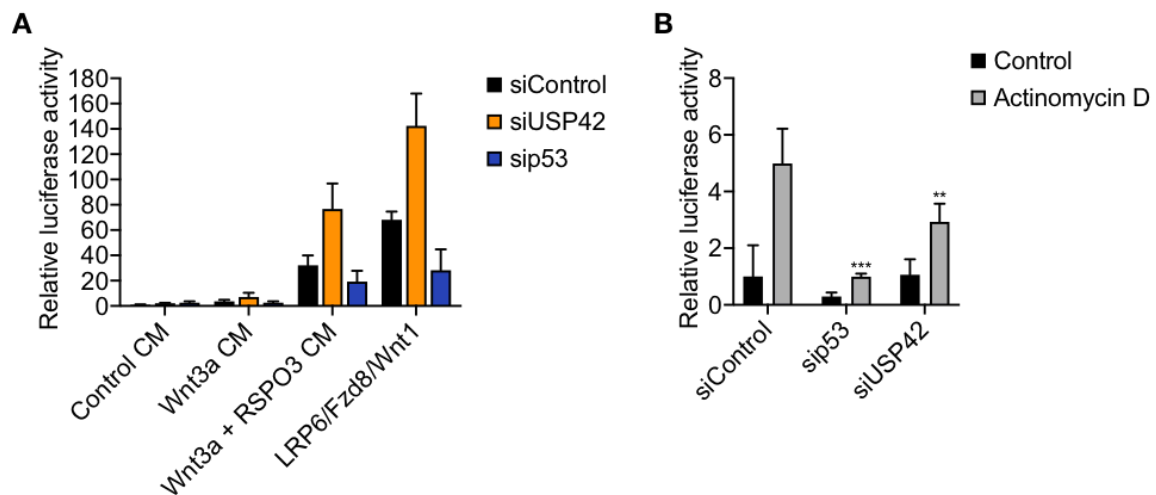 A
Relative luciferase activity
180
160
140
120
100
80
60
40
20
0
Control CM
Wnt3a CM
Wnt3a + RSPO3 CM
LRP6/Fzd8/Wnt1
siControl
siUSP42
sip53
B
Relative luciferase activity
8
6
4
2
0
***
**
siControl
sip53
siUSP42
Control
Actinomycin D